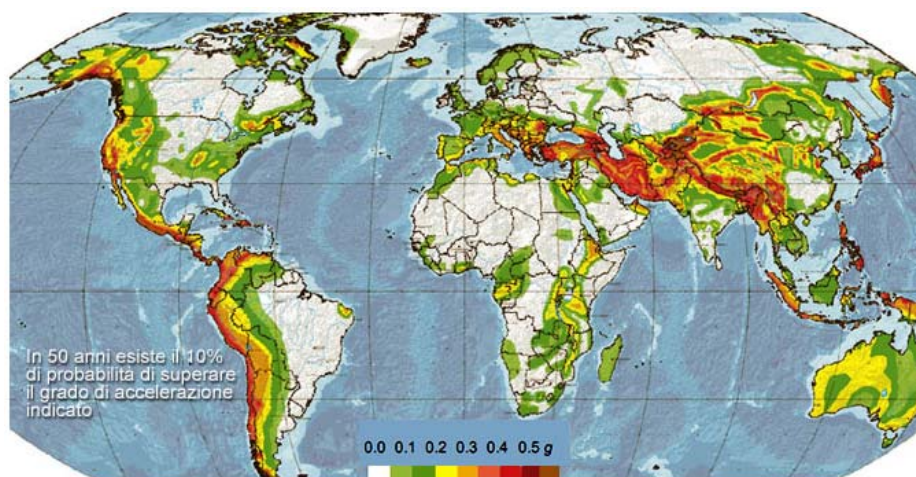 In 50 anni esiste il 10%
di probabilità di superare
il grado di accelerazione
indicato
0.0 0.1 0.2 0.3 0.4 0.5 g